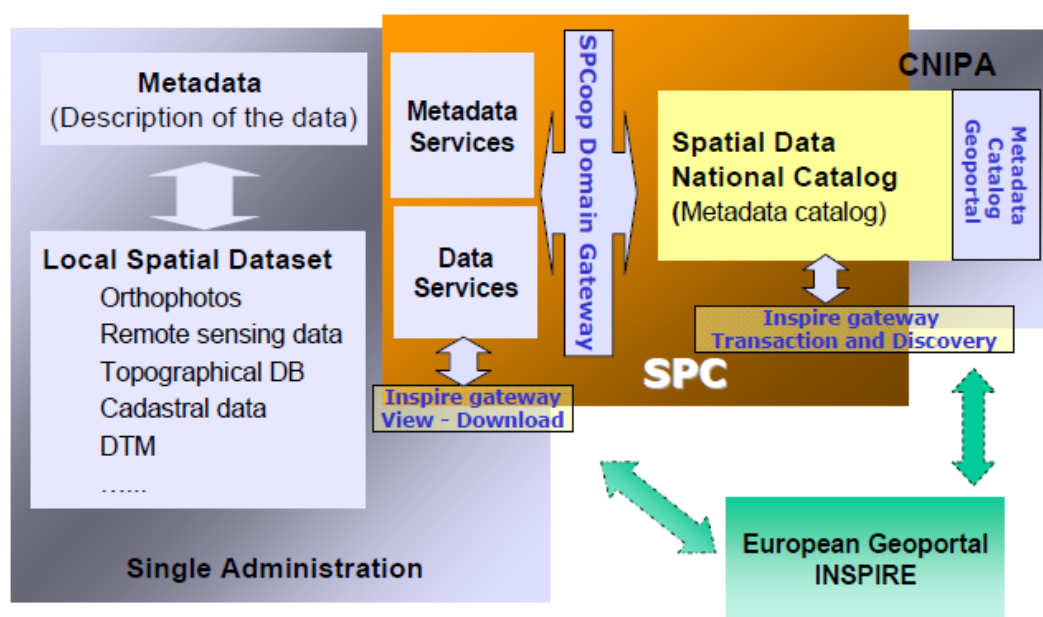 Metadata
(Description of the data)
Local Spatial Dataset
Orthophotos
Remote sensing data
Topographical DB
Cadastral data
DTM
......
Single Administration
Metadata
Services
Data
Services
Inspire gateway
View - Download
SPCoop Domain Gateway
SPC
CNIPA
Spatial Data
National Catalog
(Metadata catalog)
Metadata
Catalog
Geoportal
Inspire gateway
Transaction and Discovery
European Geoportal
INSPIRE